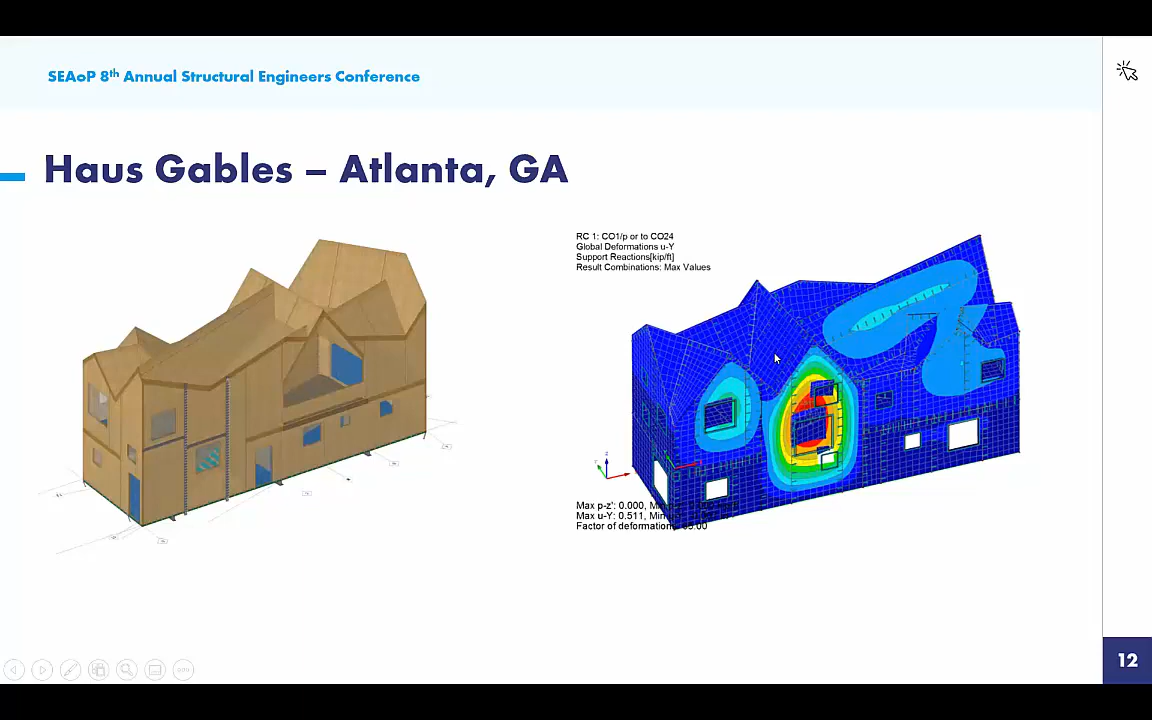 SEAoP 8th Annual Structural Engineers Conference
Haus Gables – Atlanta, GA
RC 1: CO1/p or to CO24
Global Deformations u-Y
Support Reactions[kip/ft]
Result Combinations: Max Values
Max p-z': 0.000,
Max u-Y: 0.511,
Factor of deformation
12